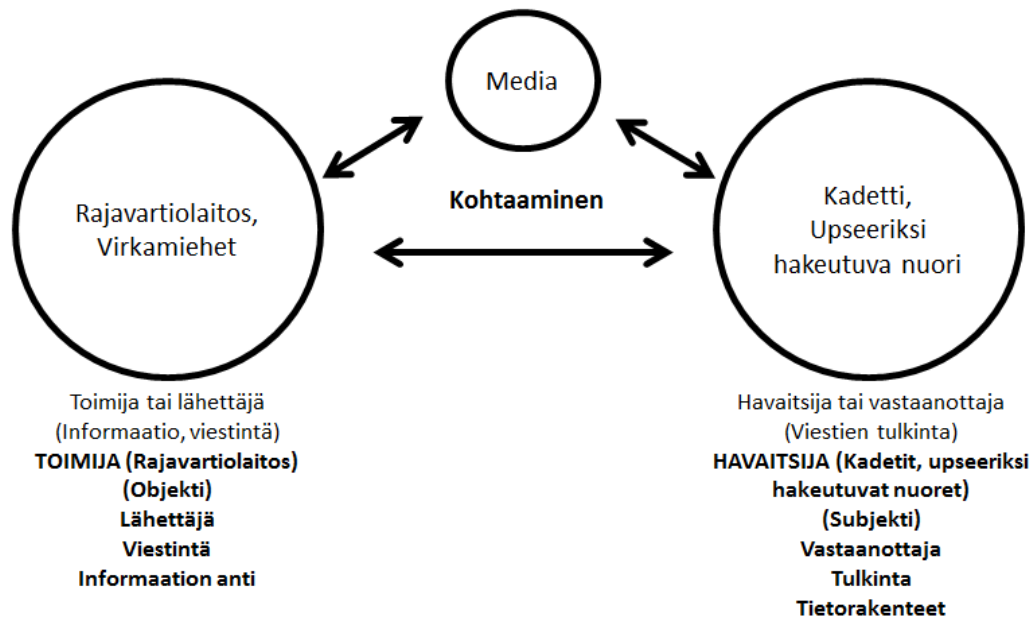 Media
Kohtaaminen
Rajavartiolaitos,
Virkamiehet
Kadetti,
Upseeriksi
hakeutuva nuori
Toimija tai lähettäjä
(Informaatio, viestintä)
TOIMIJA (Rajavartiolaitos)
(Objekti)
Lähettäjä
Viestintä
Informaation anti
Havaitsija tai vastaanottaja
(Viestien tulkinta)
HAVAITSIJA (Kadetit, upseeriksi
hakeutuvat nuoret)
(Subjekti)
Vastaanottaja
Tulkinta
Tietorakenteet